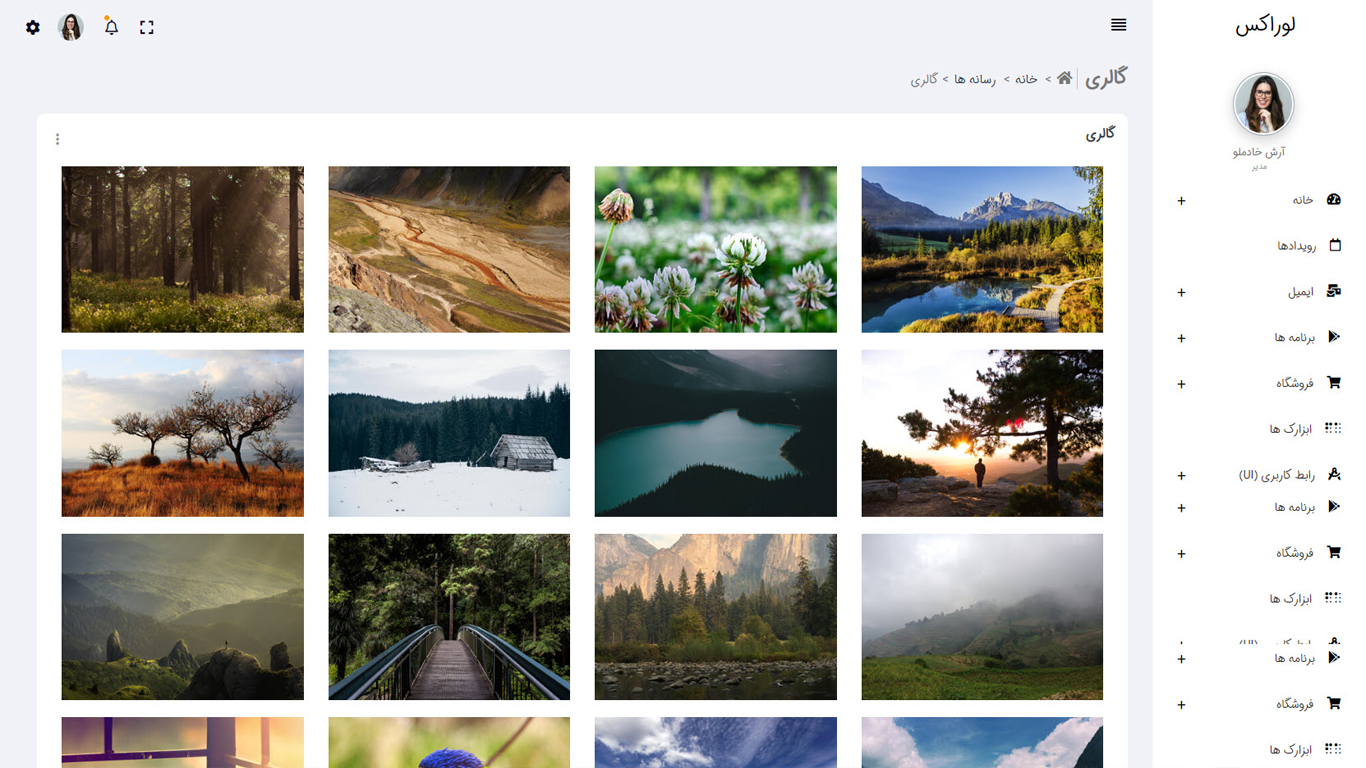 لوراکس
آرش خادملو
مدیر
خانه
رویدادها
ایمیل
برنامه ها
فروشگاه
ابزارک ها
رابط کاربری (UI)
برنامه ها
فروشگاه
ابزارک ها
برنامه ها
فروشگاه
ابزارک ها
گالری
> خانه > رسانه ها > گالری
گالری